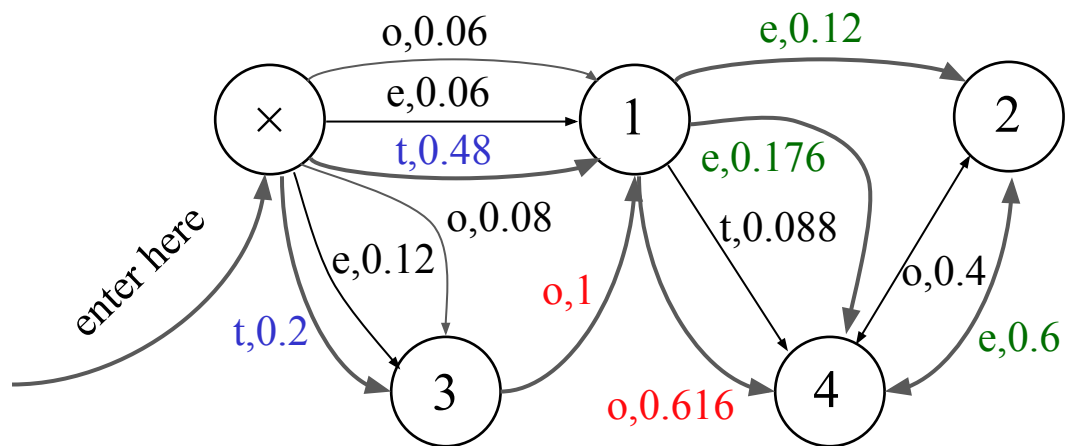 o,0.06
e,0.12
×
e,0.06
1
2
t,0.48
e,0.176
o,0.08
t,0.088
enter here
e,0.12
o,0.4
o,1
t,0.2
e,0.6
3
4
o,0.616